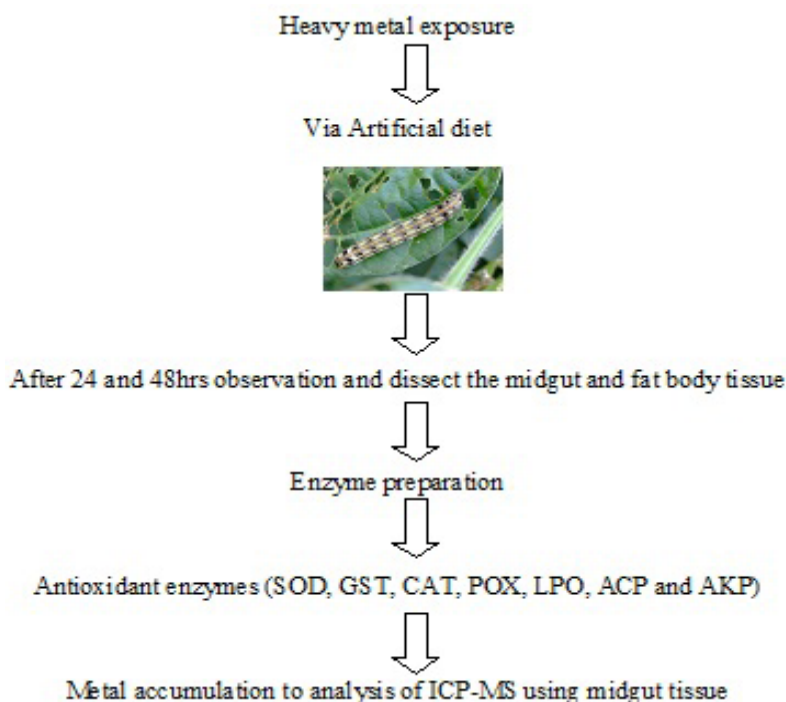 Heavy metal exposure
Via Artificial diet
After 24 and 48hrs observation and dissect the midgut and fat body tissue
Enzyme preparation
Antioxidant enzymes (SOD, GST, CAT, POX, LPO, ACP and AKP)
Metal accumulation to analysis of ICP-MS using midgut tissue